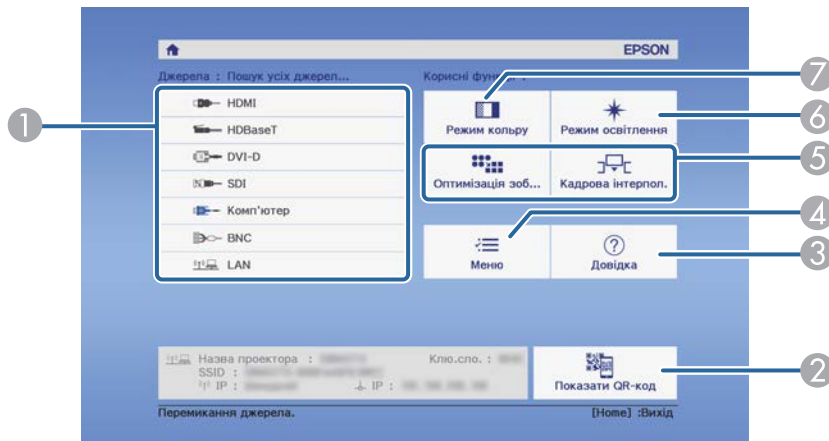 EPSON
Джерела : Пошук усіх джерел...
Корисні функції :
HDMI
HDBaseT
DVI-D
SDI
Комп'ютер
BNC
LAN
Режим кольру
Режим освітлення
Оптимізація зоб...
Кадрова інтерпол.
Меню
Довідка
Назва проектора :
Клю.спо. :
SSID :
IP :
IP :
Показати QR-код
Перемикання джерела.
[Home] :Вихід
1
7
6
5
4
3
2